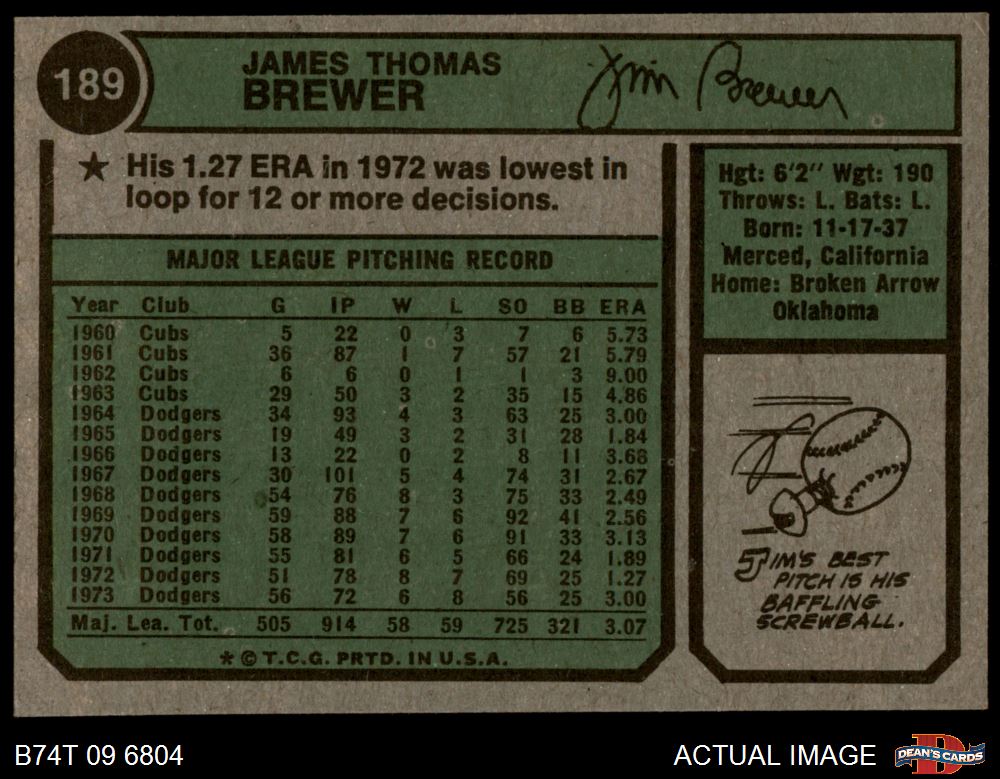 189
JAMES THOMAS
BREWER
Jim Brewer
★ His 1.27 ERA in 1972 was lowest in
loop for 12 or more decisions.
MAJOR LEAGUE PITCHING RECORD
Year Club G IP W L SO BB ERA
1960 Cubs 5 22 0 3 7 6 5.73
1961 Cubs 36 87 1 7 57 21 5.79
1962 Cubs 6 6 0 1 1 3 9.00
1963 Cubs 29 50 3 2 35 15 4.86
1964 Dodgers 34 93 4 3 63 25 3.00
1965 Dodgers 19 49 3 2 31 28 1.84
1966 Dodgers 13 22 0 2 8 11 3.68
1967 Dodgers 30 101 5 4 74 31 2.67
1968 Dodgers 54 76 8 3 75 33 2.49
1969 Dodgers 59 88 7 6 92 41 2.56
1970 Dodgers 58 89 7 6 91 33 3.13
1971 Dodgers 55 81 6 5 66 24 1.89
1972 Dodgers 51 78 8 7 69 25 1.27
1973 Dodgers 56 72 6 8 56 25 3.00
Maj. Lea. Tot. 505 914 58 59 725 321 3.07
* © T.C.G. PRTD. IN U.S.A.
Hgt: 6'2" Wgt: 190
Throws: L. Bats: L.
Born: 11-17-37
Merced, California
Home: Broken Arrow
Oklahoma
JIM'S BEST
PITCH IS HIS
BAFFLING
SCREWBALL.
B74T 09 6804
ACTUAL IMAGE
DEAN'S CARDS